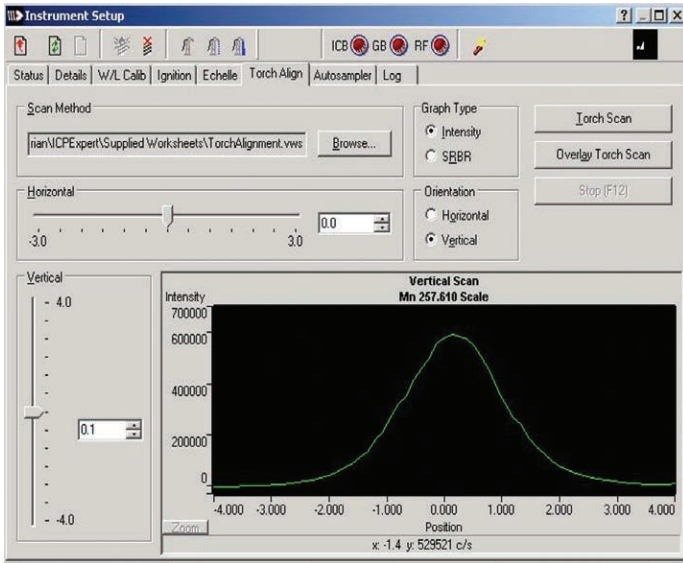 Instrument Setup
ICB GB RF
Status Details W/L Calib Ignition Echelle Torch Align Autosampler Log
Scan Method
rian\ICPExpert\Supplied Worksheets\TorchAlignment.vws Browse...
Graph Type
Intensity
SRBR
Torch Scan
Overlay Torch Scan
Stop (F12)
Horizontal
-3.0 3.0 0.0
Orientation
Horizontal
Vertical
Vertical
4.0
0.1
-4.0
Vertical Scan
Mn 257.610 Scale
Intensity
700000
600000
400000
200000
0
-4.000 -3.000 -2.000 -1.000 0.000 1.000 2.000 3.000 4.000
Position
Zoom
x: -1.4 y: 529521 c/s